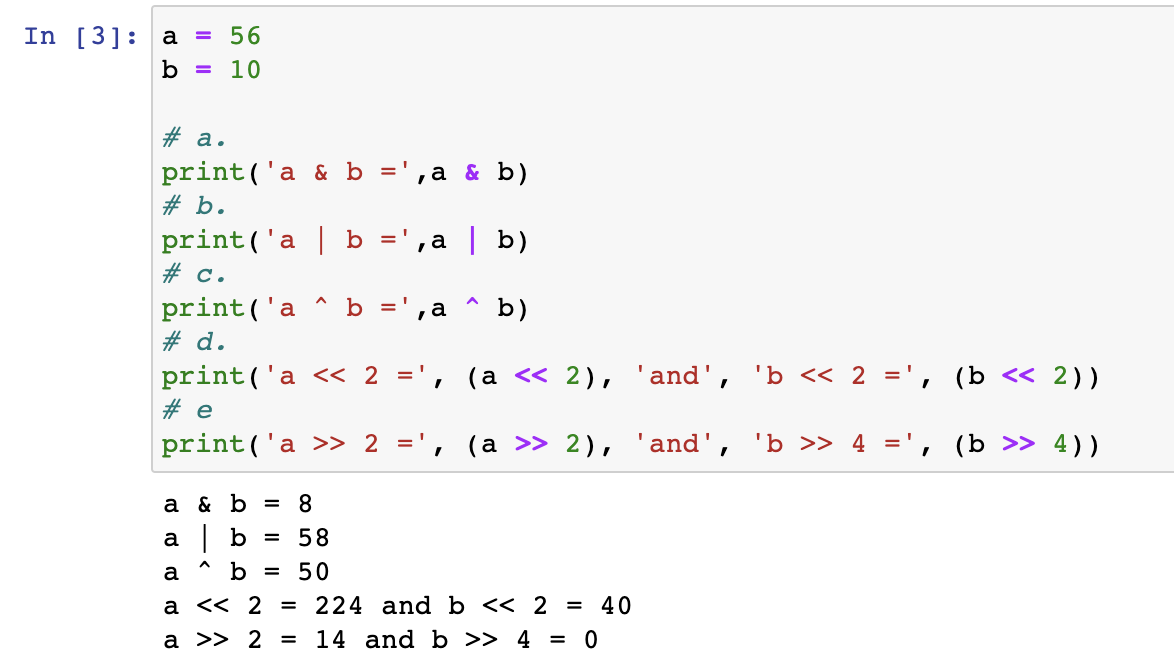 In [3]: a = 56
b = 10
# a.
print('a & b =',a & b)
# b.
print('a | b =',a | b)
# c.
print('a ^ b =',a ^ b)
# d.
print('a << 2 =', (a << 2), 'and', 'b << 2 =', (b << 2))
# e
print('a >> 2 =', (a >> 2), 'and', 'b >> 4 =', (b >> 4))
a & b = 8
a | b = 58
a ^ b = 50
a << 2 = 224 and b << 2 = 40
a >> 2 = 14 and b >> 4 = 0